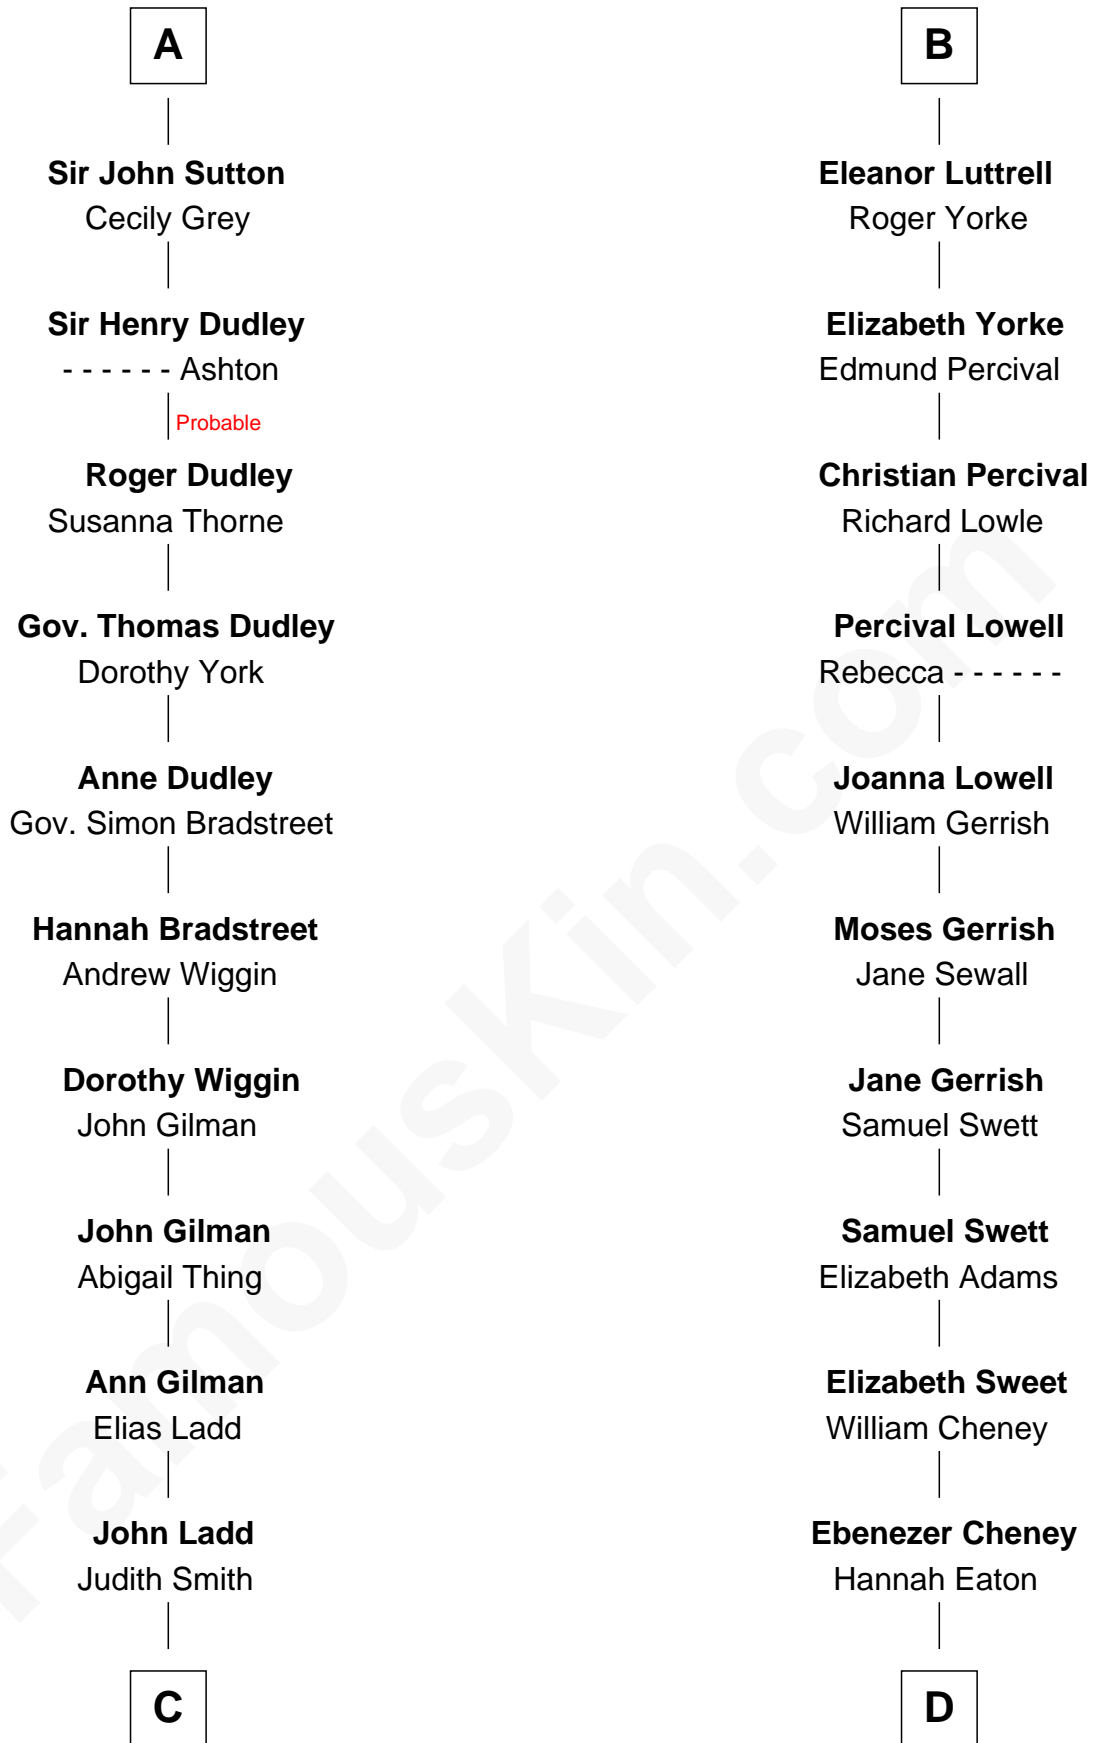 A
Sir John Sutton
Cecily Grey
Sir Henry Dudley
- - - - - - Ashton
Probable
Roger Dudley
Susanna Thorne
Gov. Thomas Dudley
Dorothy York
Anne Dudley
Gov. Simon Bradstreet
Hannah Bradstreet
Andrew Wiggin
Dorothy Wiggin
John Gilman
John Gilman
Abigail Thing
Ann Gilman
Elias Ladd
John Ladd
Judith Smith
C
B
Eleanor Luttrell
Roger Yorke
Elizabeth Yorke
Edmund Percival
Christian Percival
Richard Lowle
Percival Lowell
Rebecca - - - - - -
Joanna Lowell
William Gerrish
Moses Gerrish
Jane Sewall
Jane Gerrish
Samuel Swett
Samuel Swett
Elizabeth Adams
Elizabeth Sweet
William Cheney
Ebenezer Cheney
Hannah Eaton
D
FamousKin.com